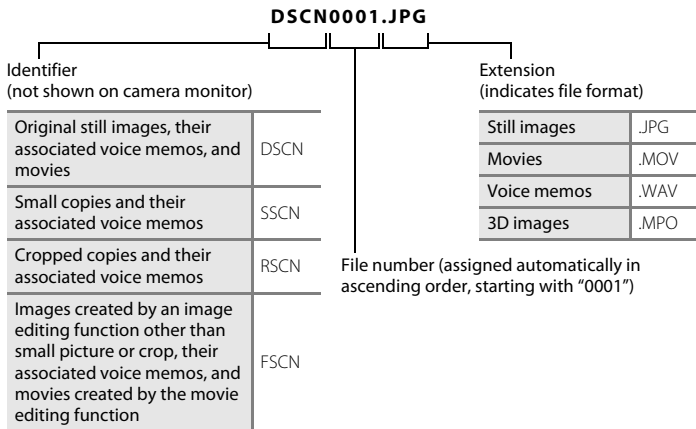 DSCN0001.JPG
Identifier
(not shown on camera monitor)
Original still images, their
associated voice memos, and
movies
DSCN
Small copies and their
associated voice memos
SSCN
Cropped copies and their
associated voice memos
RSCN
Images created by an image
editing function other than
small picture or crop, their
associated voice memos, and
movies created by the movie
editing function
FSCN
File number (assigned automatically in
ascending order, starting with “0001”)
Extension
(indicates file format)
Still images .JPG
Movies .MOV
Voice memos .WAV
3D images .MPO